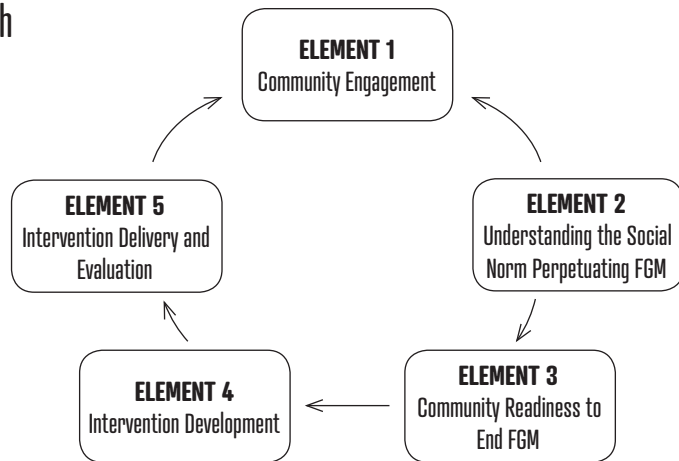 h
ELEMENT 1
Community Engagement
ELEMENT 2
Understanding the Social
Norm Perpetuating FGM
ELEMENT 3
Community Readiness to
End FGM
ELEMENT 4
Intervention Development
ELEMENT 5
Intervention Delivery and
Evaluation